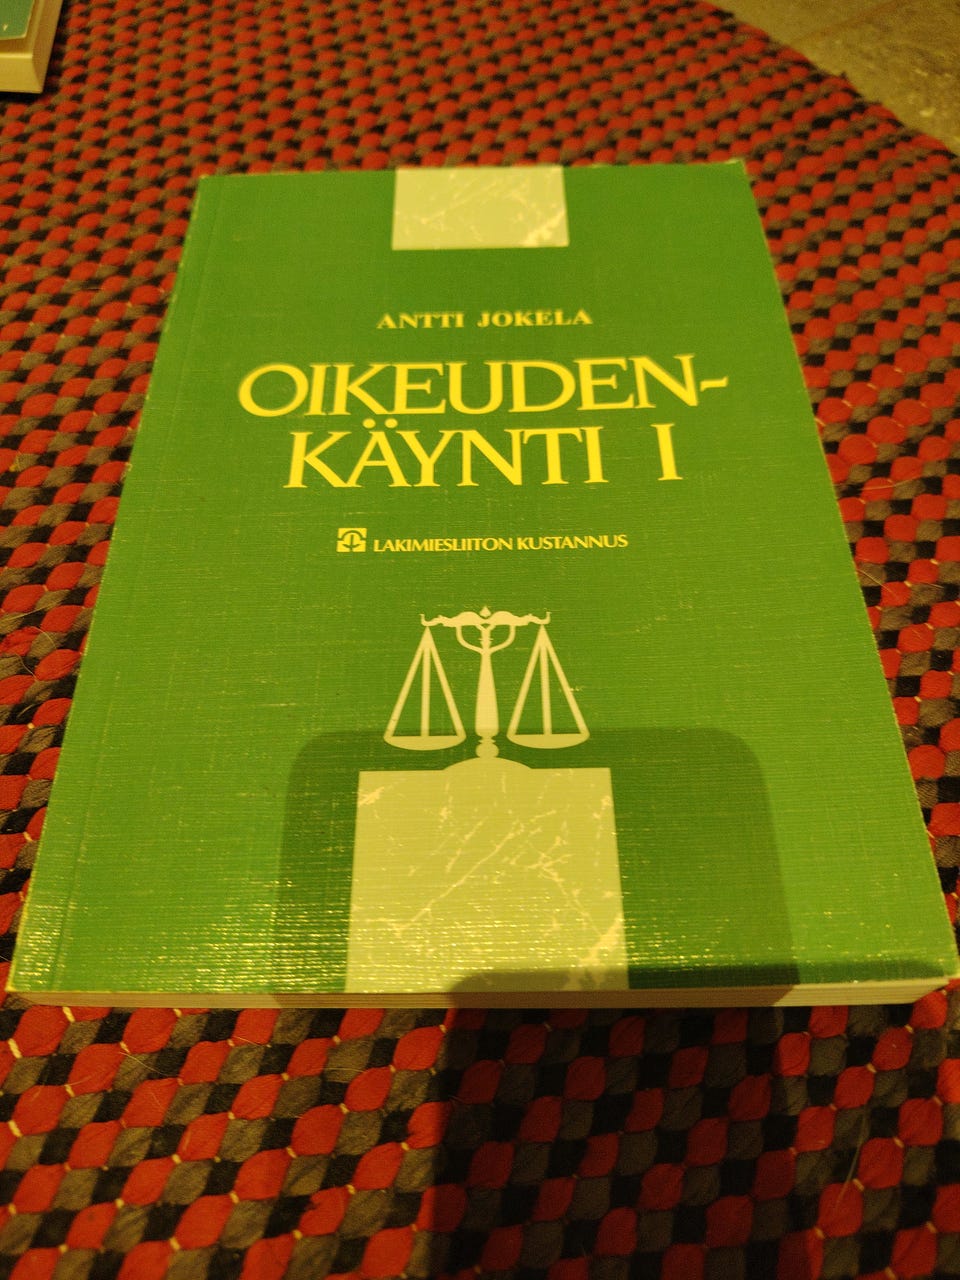 ANTTI JOKELA
OIKEUDEN-
KÄYNTI I
LAKIMIESLIITON KUSTANNUS